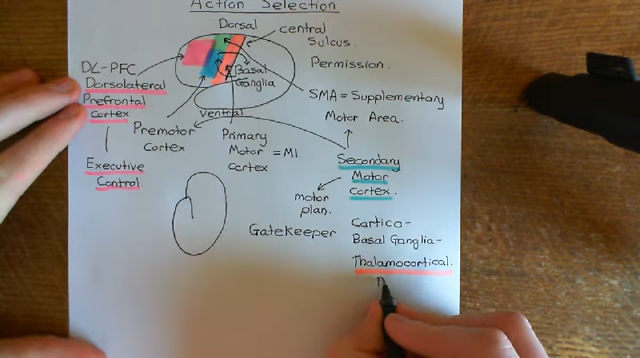 Action Selection
Dorsal
central
Sulcus.
Permission.
DL-PFC
Dorsolateral
Prefrontal
cortex
Basal
Ganglia
SMA = Supplementary
Motor Area.
Ventral
Premotor
Cortex
Primary
Motor = M1
cortex
Executive
Control.
Secondary
Motor
Cortex.
motor
plan.
Gatekeeper
Cartico-
Basal Ganglia-
Thalamocortical.